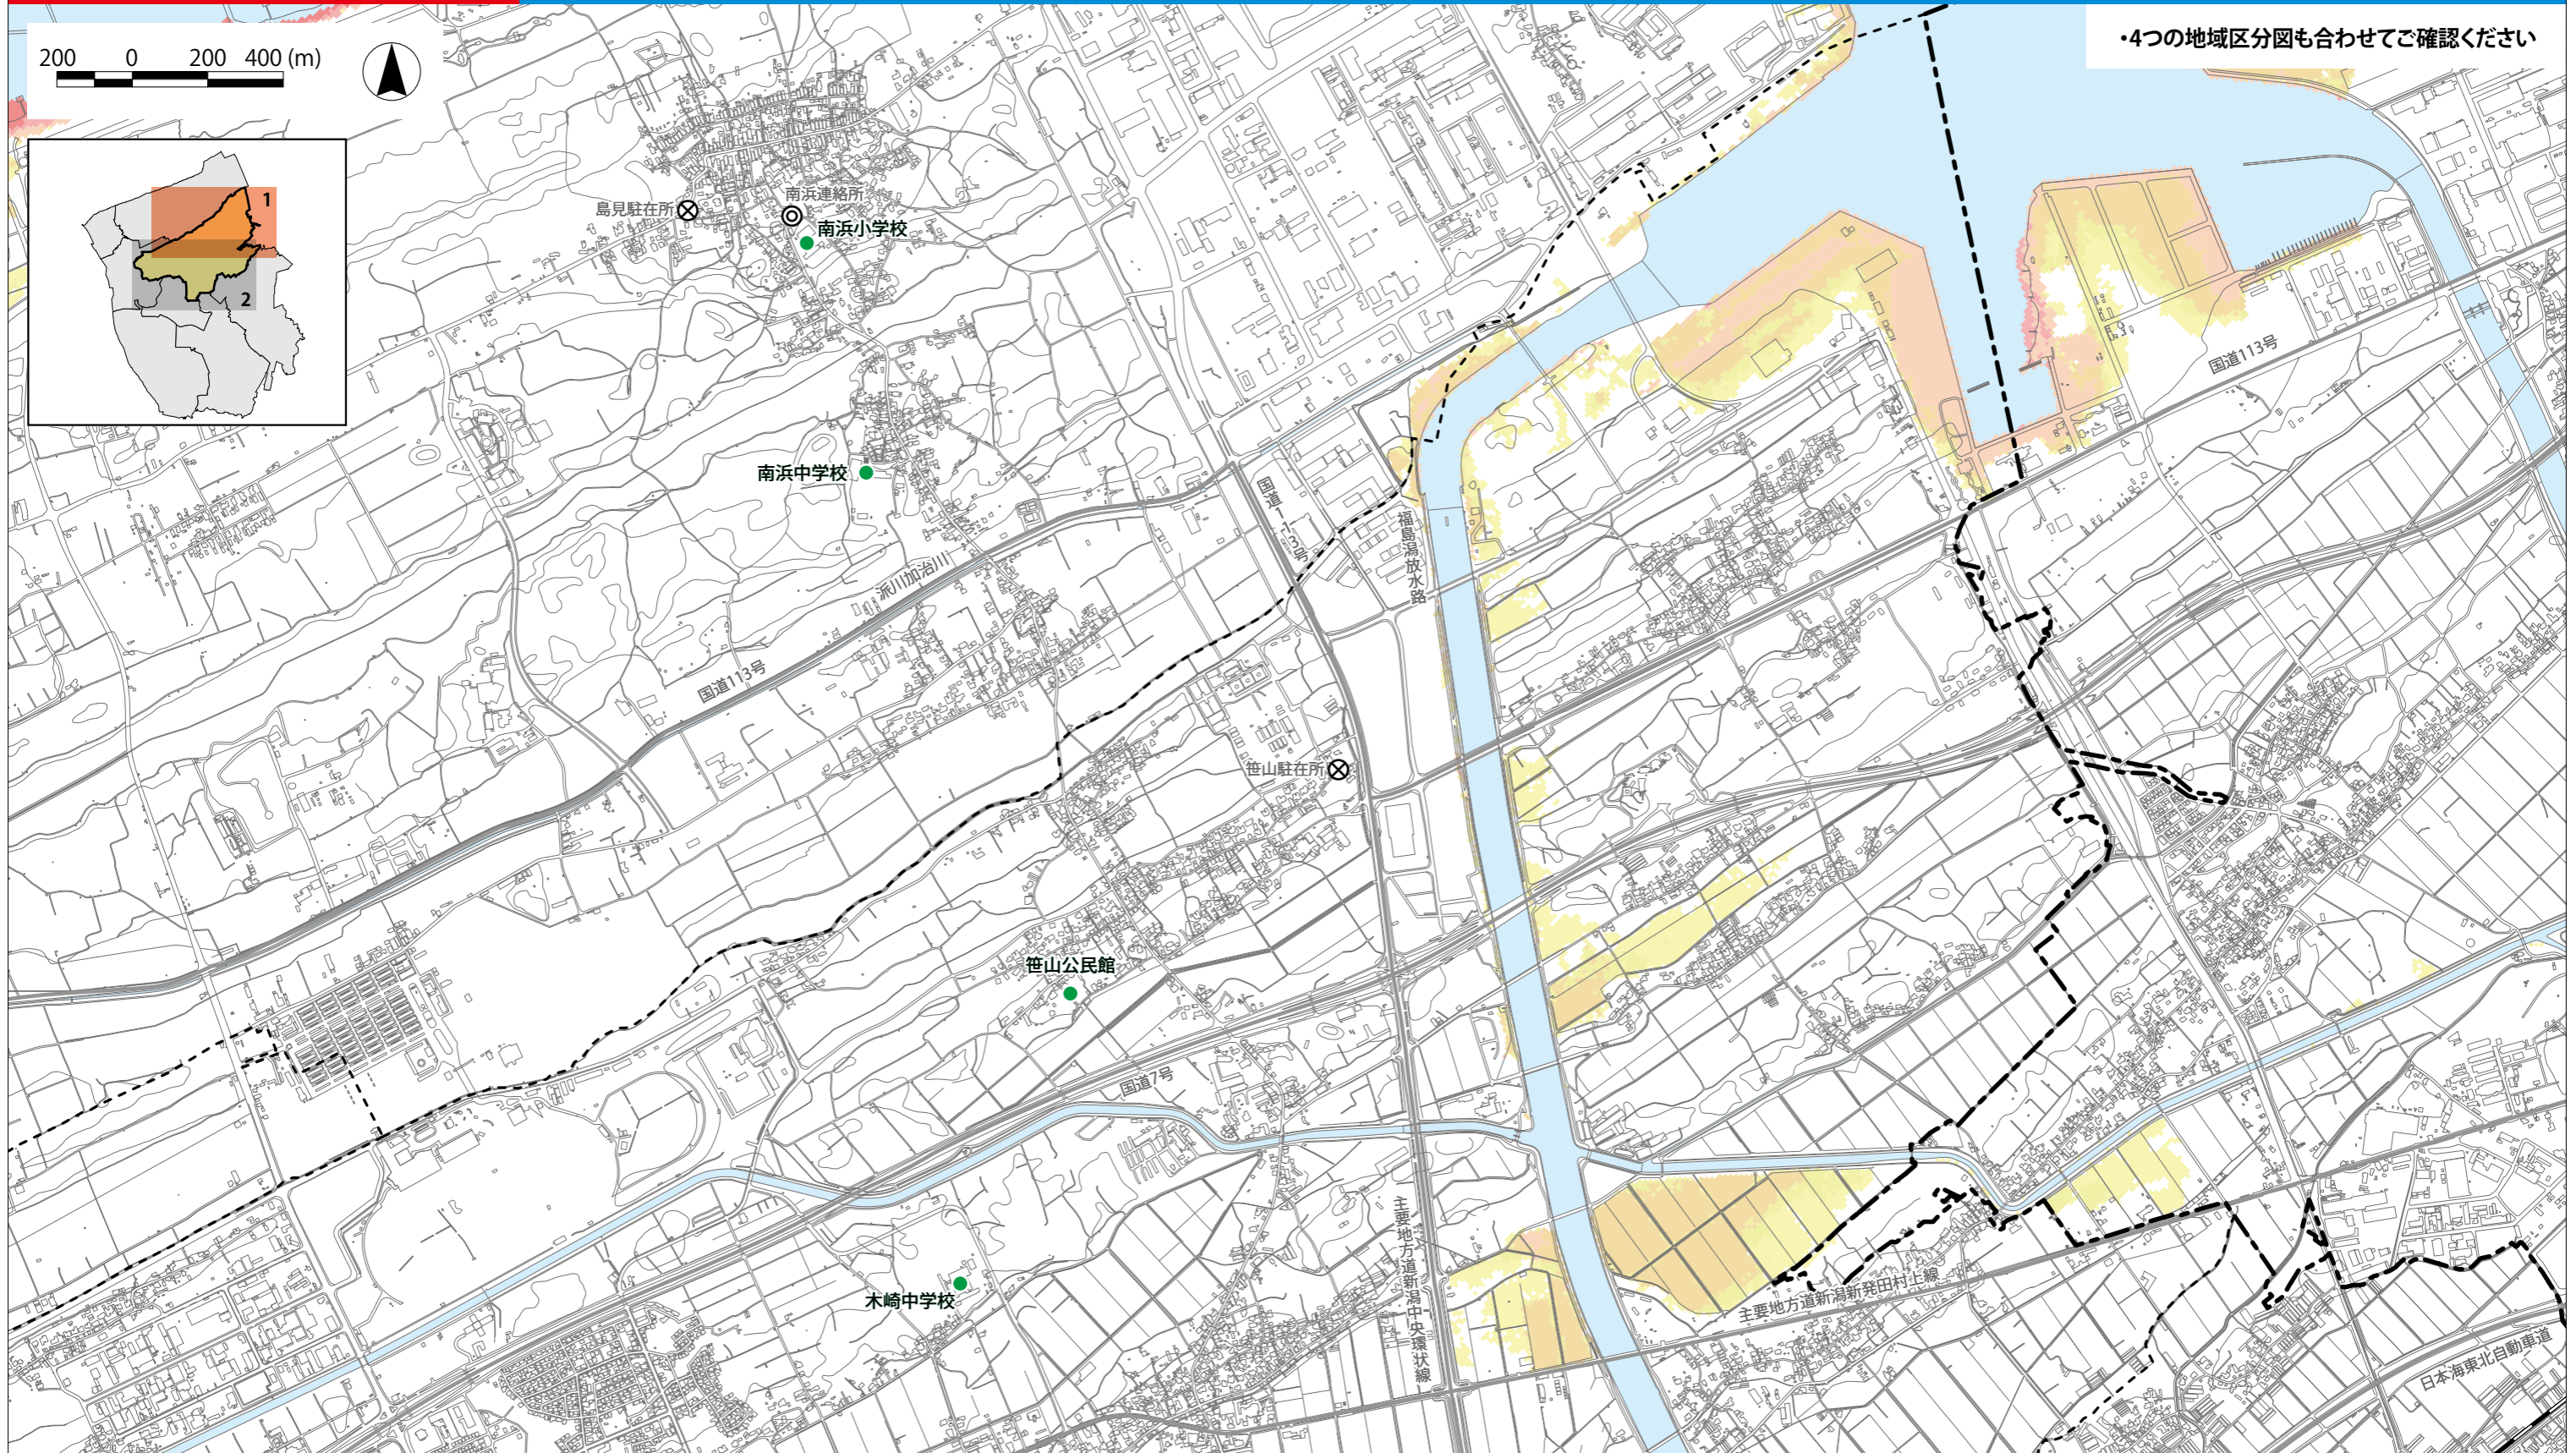 ・4つの地域区分図も合わせてご確認ください
200 0 200 400 (m)
1
2
南浜連絡所
島見駐在所
南浜小学校
国道113号
南浜中学校
国道113号
福島潟放水路
派川加治川
国道113号
笹山駐在所
笹山公民館
国道7号
主要地方道新潟中央環状線
木崎中学校
主要地方道新潟新発田村上線
日本海東北自動車道